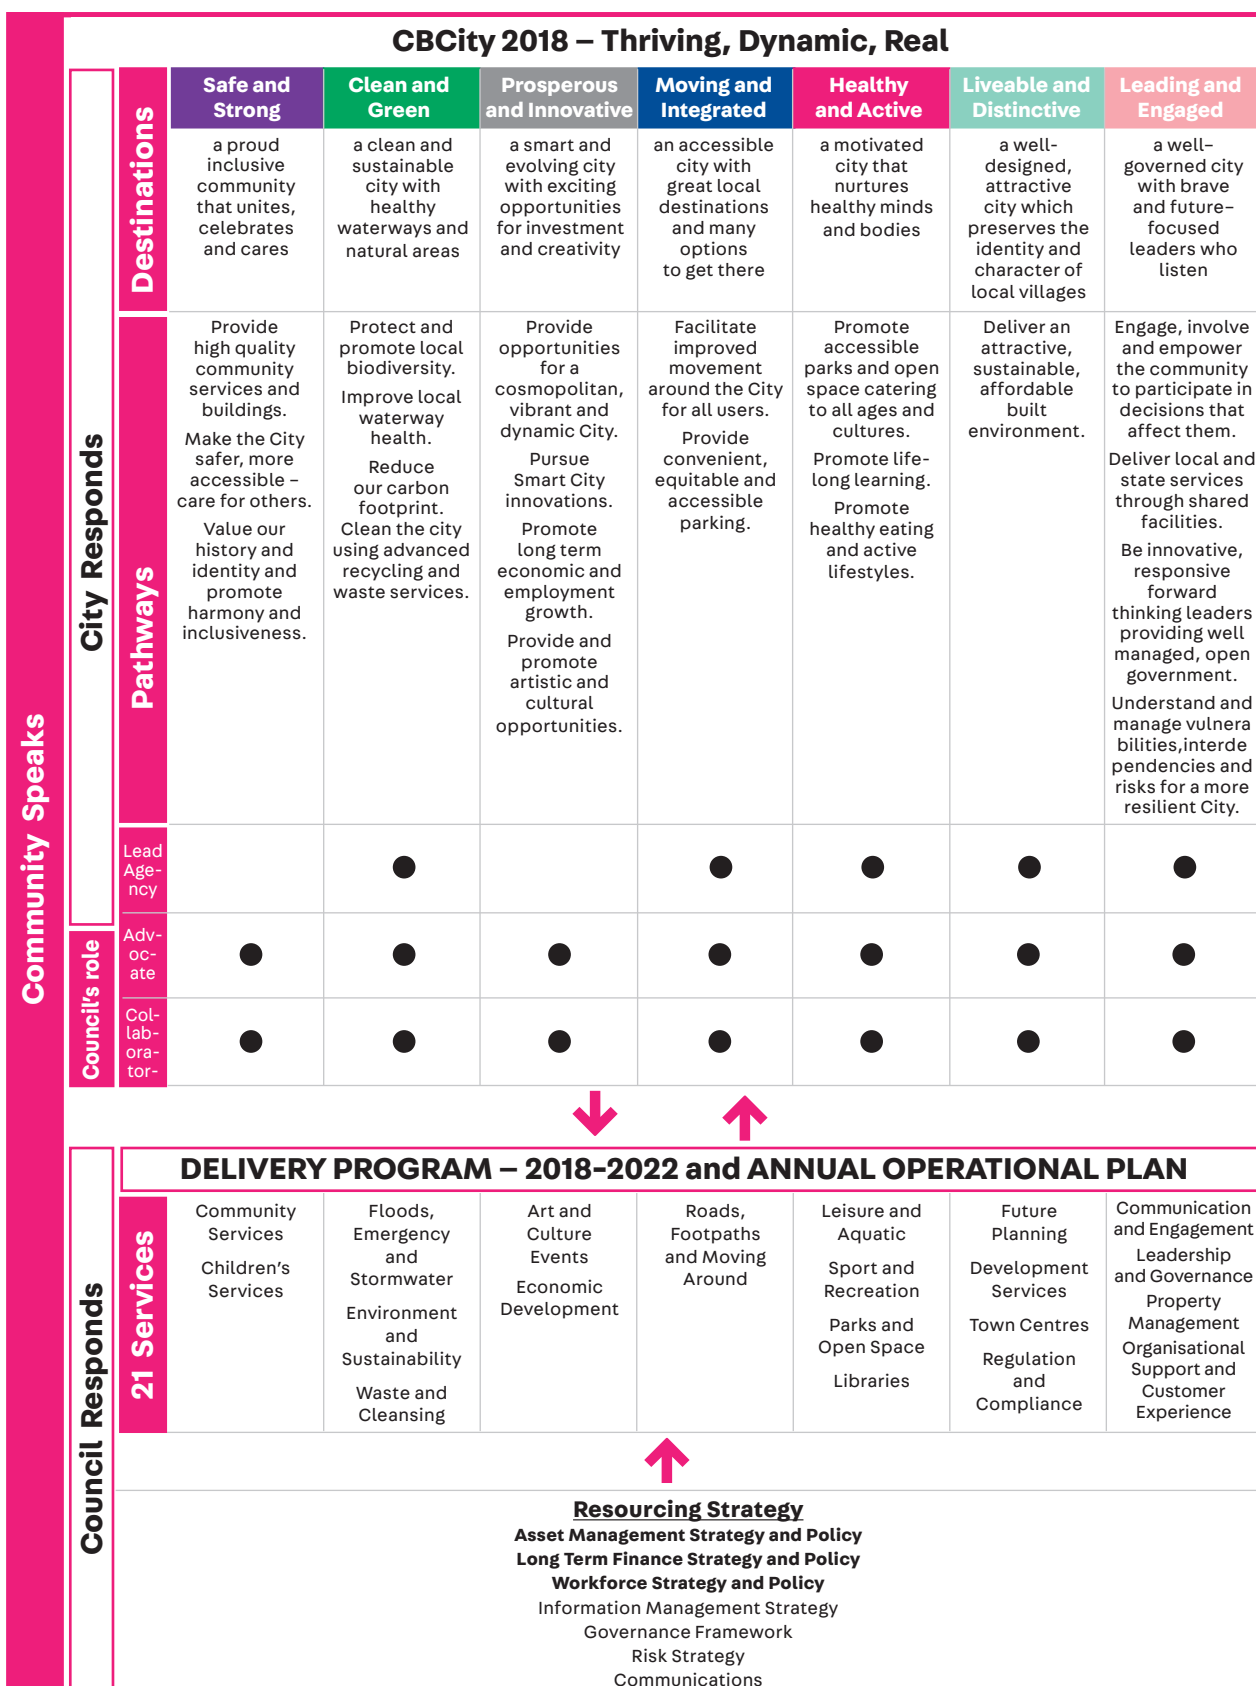 CBCity 2018 – Thriving, Dynamic, Real
Community Speaks
City Responds
Destinations
Safe and
Strong
Clean and
Green
Prosperous
and Innovative
Moving and
Integrated
Healthy
and Active
Liveable and
Distinctive
Leading and
Engaged
a proud
inclusive
community
that unites,
celebrates
and cares
a clean and
sustainable
city with
healthy
waterways and
natural areas
a smart and
evolving city
with exciting
opportunities
for investment
and creativity
an accessible
city with
great local
destinations
and many
options
to get there
a motivated
city that
nurtures
healthy minds
and bodies
a well-
designed,
attractive
city which
preserves the
identity and
character of
local villages
a well–
governed city
with brave
and future–
focused
leaders who
listen
Pathways
Provide
high quality
community
services and
buildings.
Make the City
safer, more
accessible –
care for others.
Value our
history and
identity and
promote
harmony and
inclusiveness.
Protect and
promote local
biodiversity.
Improve local
waterway
health.
Reduce
our carbon
footprint.
Clean the city
using advanced
recycling and
waste services.
Provide
opportunities
for a
cosmopolitan,
vibrant and
dynamic City.
Pursue
Smart City
innovations.
Promote
long term
economic and
employment
growth.
Provide and
promote
artistic and
cultural
opportunities.
Facilitate
improved
movement
around the City
for all users.
Provide
convenient,
equitable and
accessible
parking.
Promote
accessible
parks and open
space catering
to all ages and
cultures.
Promote life-
long learning.
Promote
healthy eating
and active
lifestyles.
Deliver an
attractive,
sustainable,
affordable
built
environment.
Engage, involve
and empower
the community
to participate in
decisions that
affect them.
Deliver local and
state services
through shared
facilities.
Be innovative,
responsive
forward
thinking leaders
providing well
managed, open
government.
Understand and
manage vulnera
bilities,interde
pendencies and
risks for a more
resilient City.
Lead
Age-
ncy
Council's role
Adv-
oc-
ate
Col-
lab-
ora-
tor-
DELIVERY PROGRAM – 2018-2022 and ANNUAL OPERATIONAL PLAN
Council Responds
21 Services
Community
Services
Children's
Services
Floods,
Emergency
and
Stormwater
Environment
and
Sustainability
Waste and
Cleansing
Art and
Culture
Events
Economic
Development
Roads,
Footpaths
and Moving
Around
Leisure and
Aquatic
Sport and
Recreation
Parks and
Open Space
Libraries
Future
Planning
Development
Services
Town Centres
Regulation
and
Compliance
Communication
and Engagement
Leadership
and Governance
Property
Management
Organisational
Support and
Customer
Experience
Resourcing Strategy
Asset Management Strategy and Policy
Long Term Finance Strategy and Policy
Workforce Strategy and Policy
Information Management Strategy
Governance Framework
Risk Strategy
Communications